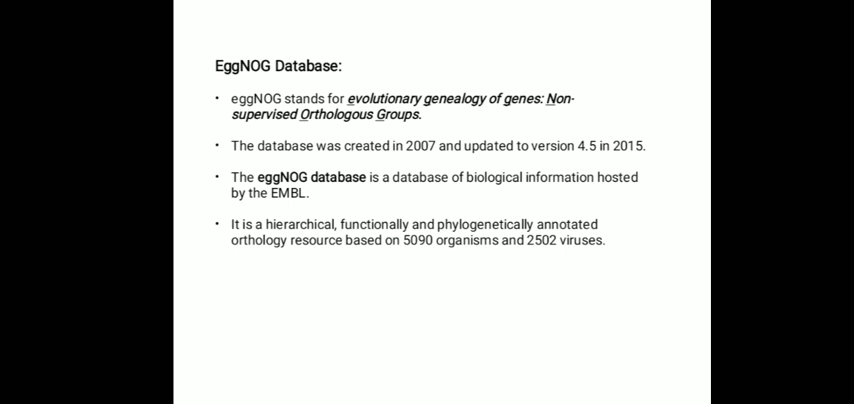 EggNOG Database:
• eggNOG stands for evolutionary genealogy of genes: Non-
supervised Orthologous Groups.
• The database was created in 2007 and updated to version 4.5 in 2015.
• The eggNOG database is a database of biological information hosted
by the EMBL.
• It is a hierarchical, functionally and phylogenetically annotated
orthology resource based on 5090 organisms and 2502 viruses.